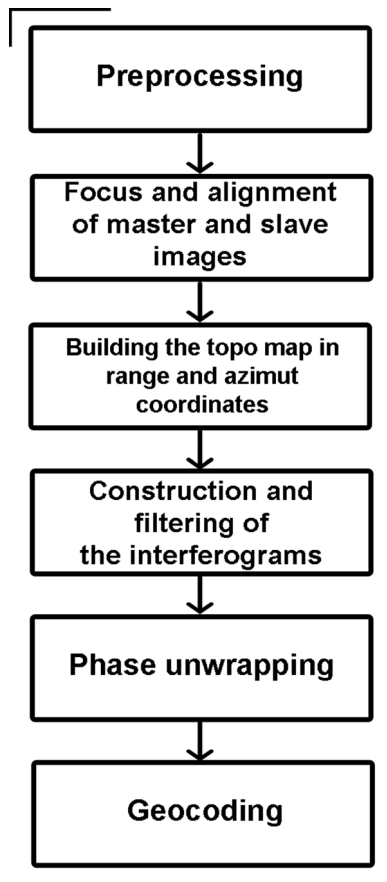 Preprocessing
Focus and alignment
of master and slave
images
Building the topo map in
range and azimut
coordinates
Construction and
filtering of
the interferograms
Phase unwrapping
Geocoding